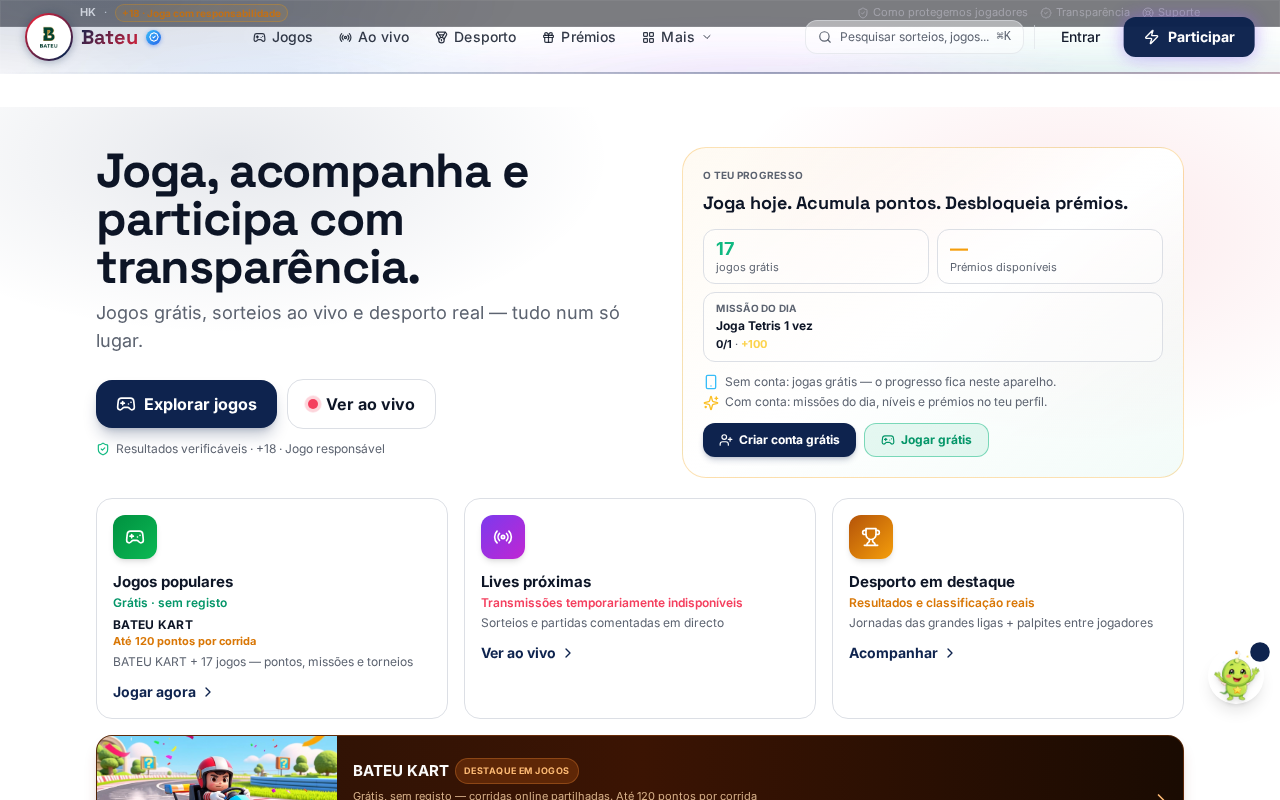 HK · +18 · Joga com responsabilidade
Como protegemos jogadores
Transparência
Suporte
BATEU
Bateu
Jogos
Ao vivo
Desporto
Prémios
Mais
Pesquisar sorteios, jogos... ⌘K
Entrar
Participar
Joga, acompanha e
participa com
transparência.
Jogos grátis, sorteios ao vivo e desporto real — tudo num só
lugar.
Explorar jogos
Ver ao vivo
Resultados verificáveis · +18 · Jogo responsável
O TEU PROGRESSO
Joga hoje. Acumula pontos. Desbloqueia prémios.
17
jogos grátis
—
Prémios disponíveis
MISSÃO DO DIA
Joga Tetris 1 vez
0/1 · +100
Sem conta: jogas grátis — o progresso fica neste aparelho.
Com conta: missões do dia, níveis e prémios no teu perfil.
Criar conta grátis
Jogar grátis
Jogos populares
Grátis · sem registo
BATEU KART
Até 120 pontos por corrida
BATEU KART + 17 jogos — pontos, missões e torneios
Jogar agora
Lives próximas
Transmissões temporariamente indisponíveis
Sorteios e partidas comentadas em directo
Ver ao vivo
Desporto em destaque
Resultados e classificação reais
Jornadas das grandes ligas + palpites entre jogadores
Acompanhar
BATEU KART
DESTAQUE EM JOGOS
Grátis, sem registo — corridas online partilhadas. Até 120 pontos por corrida